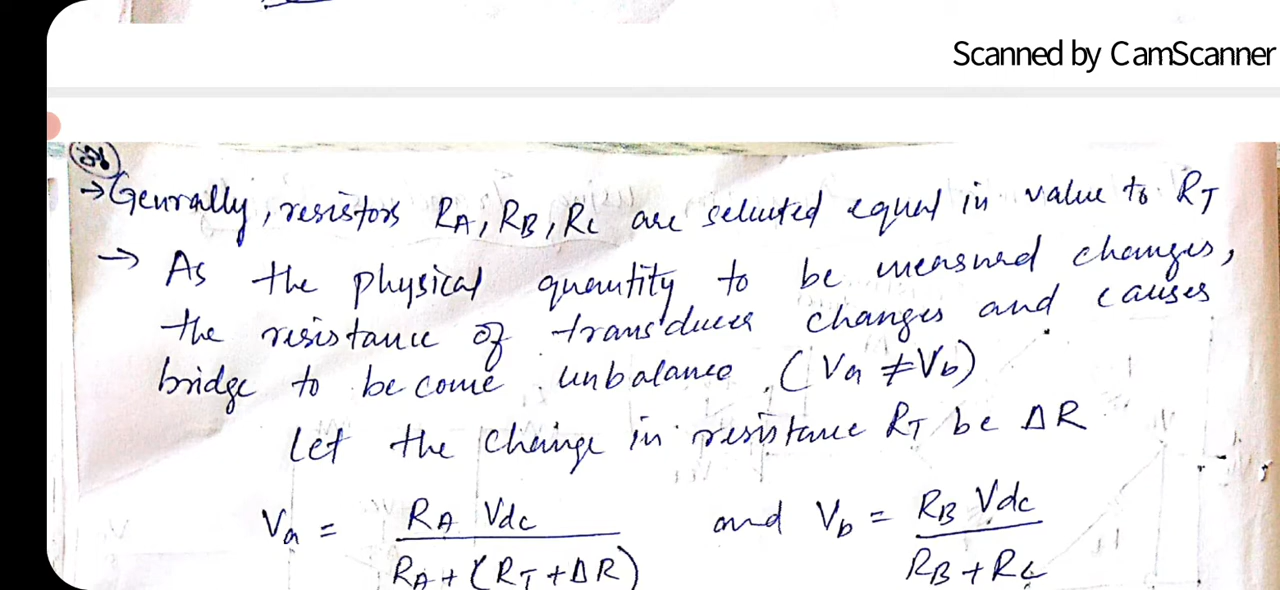 Scanned by CamScanner
→ Genrally, resistors RA, RB, RC are selected equal in value to RT
→ As the physical quantity to be measured changes,
the resistance of transducer changes and causes
bridge to become unbalance. (Va ≠ Vb)
Let the change in resistance RT be ΔR
Va = RA Vdc / RA + (RT + ΔR) and Vb = RB Vdc / RB + RC